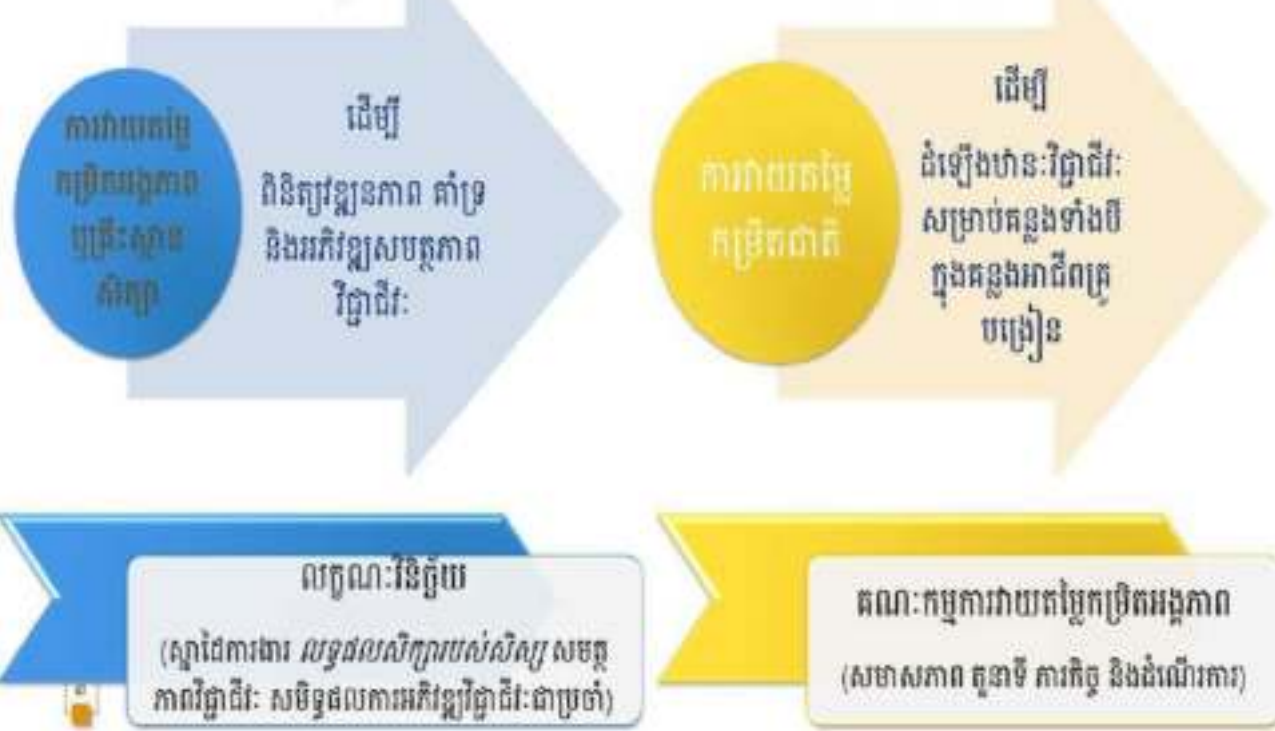 ការវាយតម្លៃ
កម្រិតអង្គភាព
ឬគ្រឹះស្ថាន
សិក្សា
ដើម្បី
ពិនិត្យវឌ្ឍនភាព គាំទ្រ
និងអភិវឌ្ឍសមត្ថភាព
វិជ្ជាជីវៈ
ការវាយតម្លៃ
កម្រិតជាតិ
ដើម្បី
ដំឡើងឋានៈវិជ្ជាជីវៈ
សម្រាប់គន្លងទាំងបី
ក្នុងគន្លងអាជីពគ្រូ
បង្រៀន
លក្ខណៈវិនិច្ឆ័យ
(ស្នាដៃការងារ លទ្ធផលសិក្សារបស់សិស្ស សមត្ថ
ភាពវិជ្ជាជីវៈ សមិទ្ធផលការអភិវឌ្ឍវិជ្ជាជីវៈជាប្រចាំ)
គណៈកម្មការវាយតម្លៃកម្រិតអង្គភាព
(សមាសភាព តួនាទី ភារកិច្ច និងដំណើរការ)